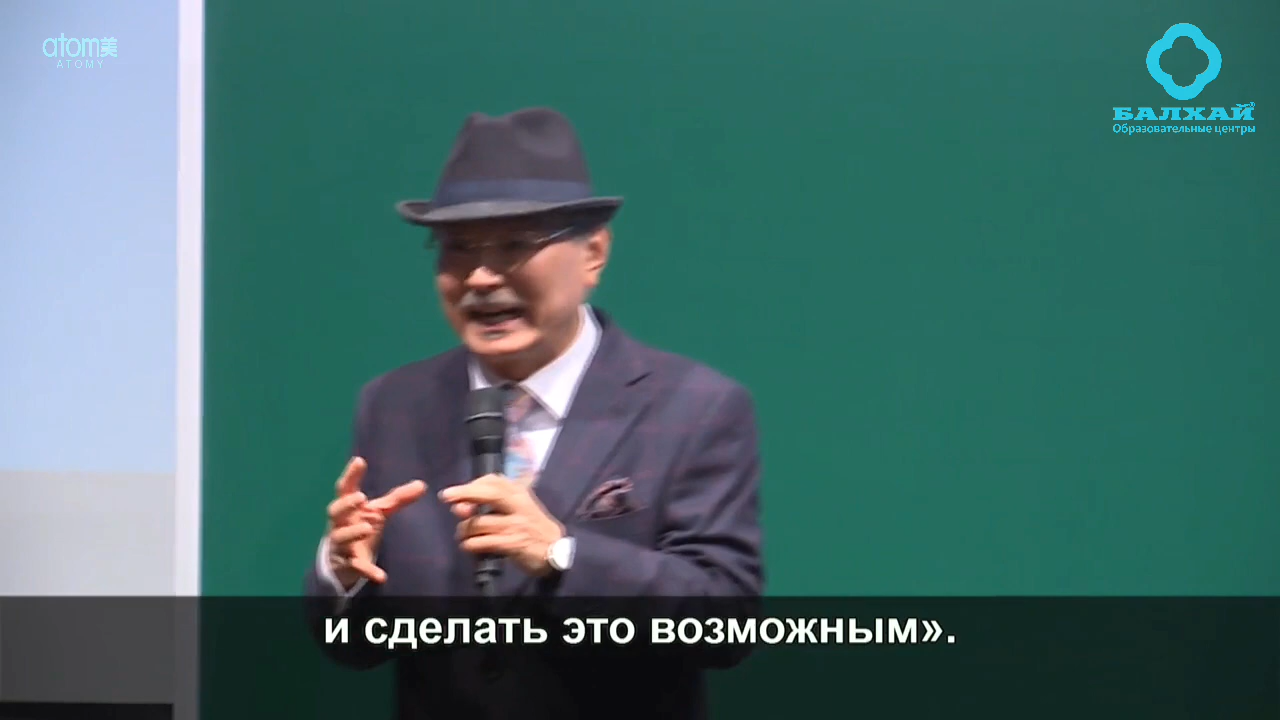 atom美
ATOMY
БАЛХАЙ
Образовательные центры
и сделать это возможным».